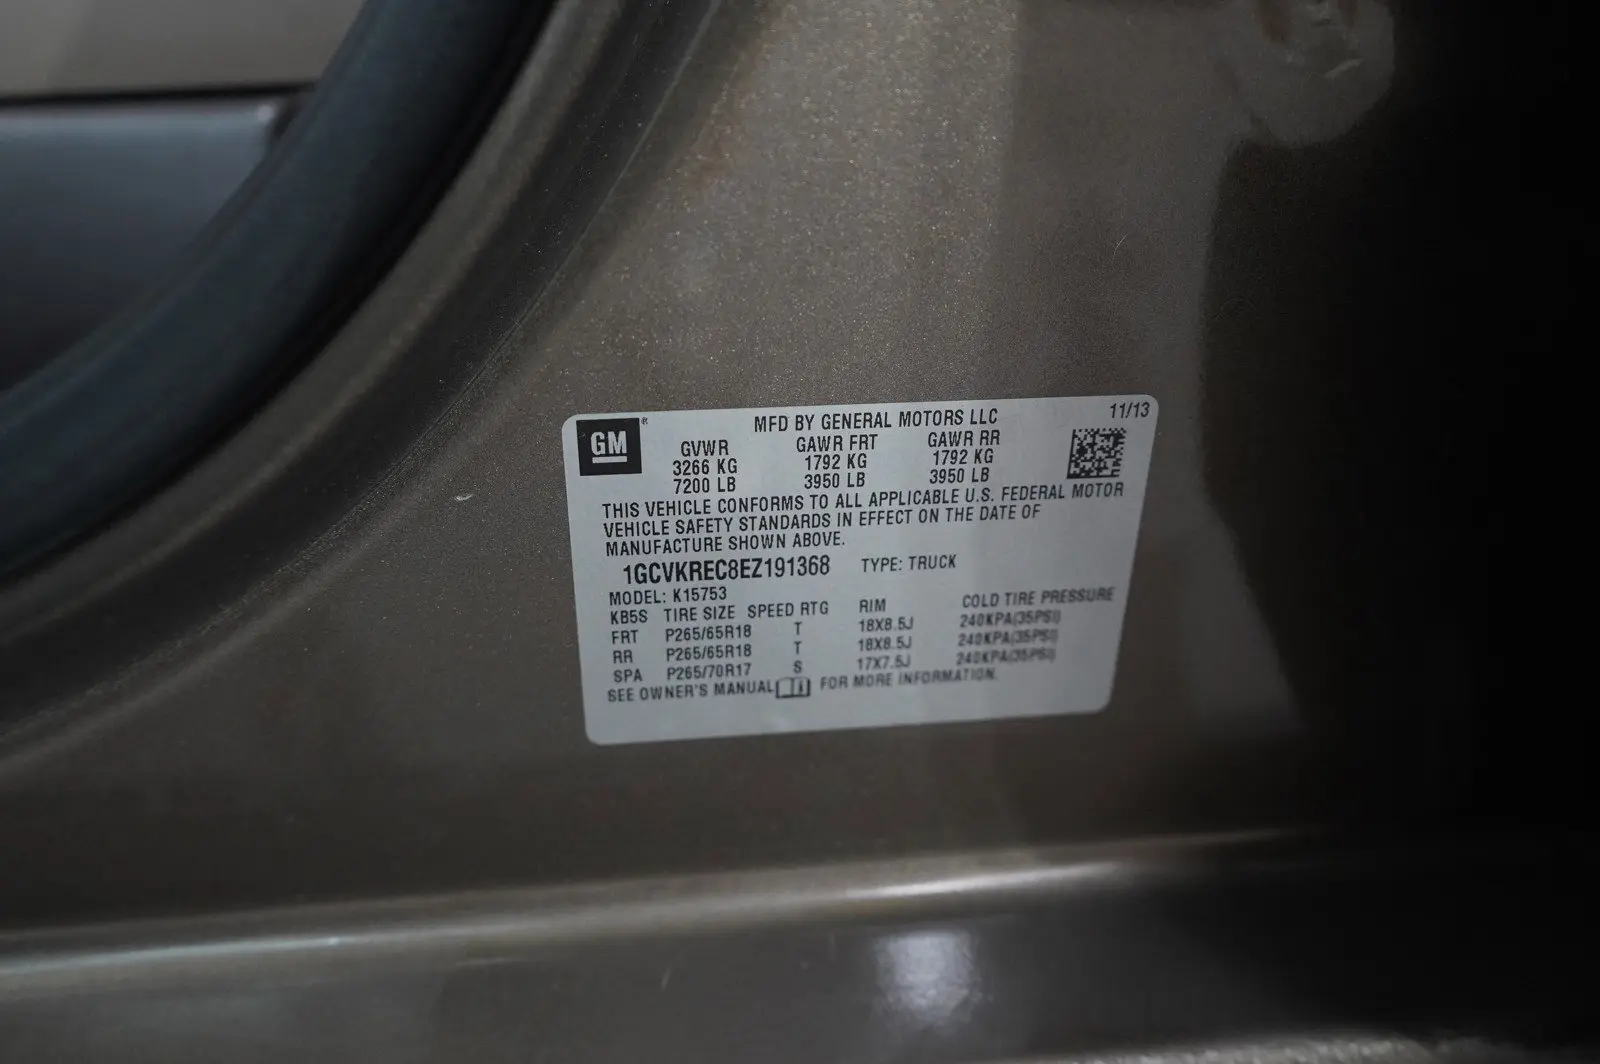 GM ®
MFD BY GENERAL MOTORS LLC 11/13
GVWR GAWR FRT GAWR RR
3266 KG 1792 KG 1792 KG
7200 LB 3950 LB 3950 LB
THIS VEHICLE CONFORMS TO ALL APPLICABLE U.S. FEDERAL MOTOR
VEHICLE SAFETY STANDARDS IN EFFECT ON THE DATE OF
MANUFACTURE SHOWN ABOVE.
1GCVKREC8EZ191368 TYPE: TRUCK
MODEL: K15753
KB5S TIRE SIZE SPEED RTG RIM COLD TIRE PRESSURE
FRT P265/65R18 T 18X8.5J 240KPA(35PSI)
RR P265/65R18 T 18X8.5J 240KPA(35PSI)
SPA P265/70R17 S 17X7.5J 240KPA(35PSI)
SEE OWNER'S MANUAL FOR MORE INFORMATION.